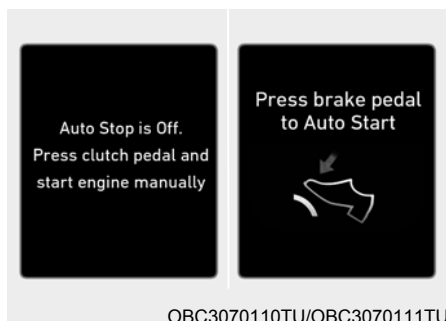 Auto Stop is Off.
Press clutch pedal and
start engine manually
Press brake pedal
to Auto Start
OBC3070110TU/OBC3070111TU